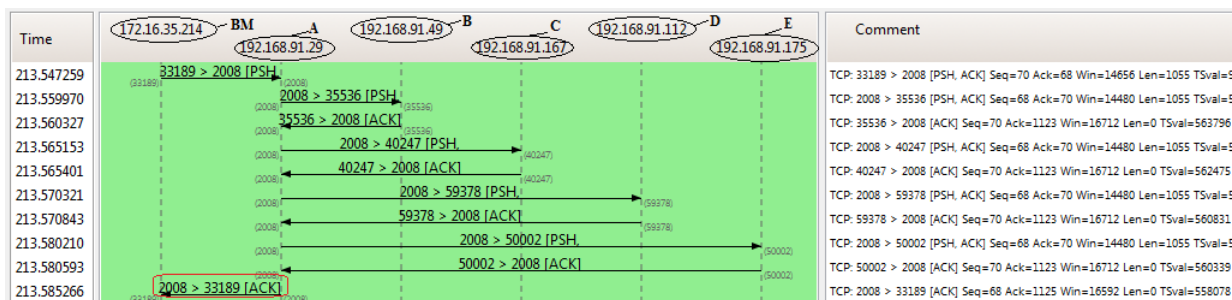 Time
172.16.35.214 BM
192.168.91.29 A
192.168.91.49 B
192.168.91.167 C
192.168.91.112 D
192.168.91.175 E
Comment
213.547259 (33189) 33189 > 2008 [PSH, (2008) TCP: 33189 > 2008 [PSH, ACK] Seq=70 Ack=68 Win=14656 Len=1055
213.559970 (2008) 2008 > 35536 [PSH, (35536) TCP: 2008 > 35536 [PSH, ACK] Seq=68 Ack=70 Win=14480 Len=1055
213.560327 (2008) 35536 > 2008 [ACK] (35536) TCP: 35536 > 2008 [ACK] Seq=70 Ack=1123 Win=16712 Len=0 TSval=563796
213.565153 (2008) 2008 > 40247 [PSH, (40247) TCP: 2008 > 40247 [PSH, ACK] Seq=68 Ack=70 Win=14480 Len=1055
213.565401 (2008) 40247 > 2008 [ACK] (40247) TCP: 40247 > 2008 [ACK] Seq=70 Ack=1123 Win=16712 Len=0 TSval=562475
213.570321 (2008) 2008 > 59378 [PSH, (59378) TCP: 2008 > 59378 [PSH, ACK] Seq=68 Ack=70 Win=14480 Len=1055
213.570843 (2008) 59378 > 2008 [ACK] (59378) TCP: 59378 > 2008 [ACK] Seq=70 Ack=1123 Win=16712 Len=0 TSval=560831
213.580210 (2008) 2008 > 50002 [PSH, (50002) TCP: 2008 > 50002 [PSH, ACK] Seq=68 Ack=70 Win=14480 Len=1055
213.580593 (2008) 50002 > 2008 [ACK] (50002) TCP: 50002 > 2008 [ACK] Seq=70 Ack=1123 Win=16712 Len=0 TSval=560339
213.585266 (33189) 2008 > 33189 [ACK] (2008) TCP: 2008 > 33189 [ACK] Seq=68 Ack=1125 Win=16592 Len=0 TSval=558078